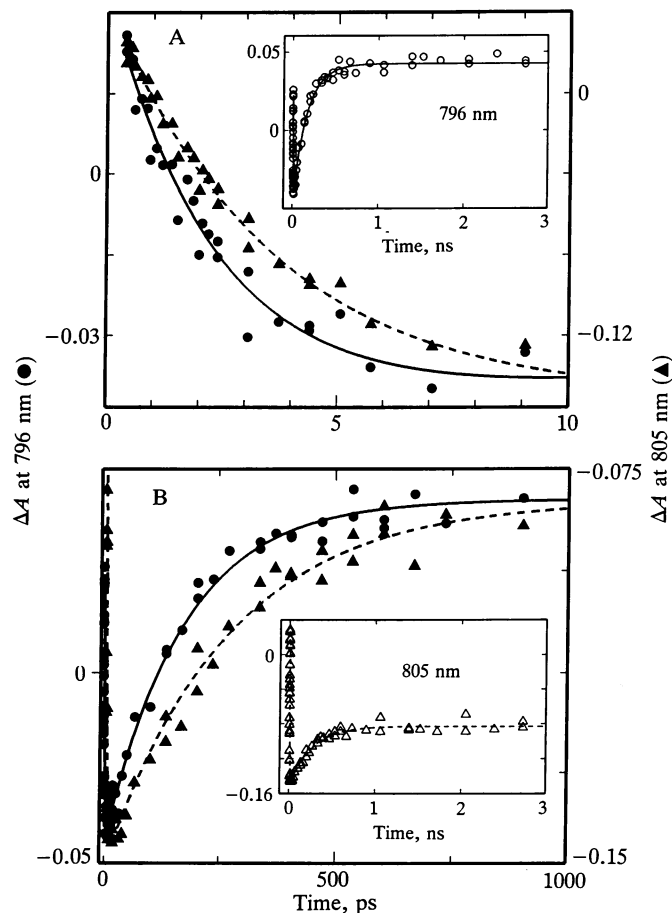 A
0.05
0
796 nm
0 1 2 3
Time, ns
0
−0.03
0
−0.12
0 5 10
ΔA at 796 nm (●)
ΔA at 805 nm (▲)
B
−0.075
0
−0.05
−0.15
0
805 nm
−0.16
0 1 2 3
Time, ns
0 500 1000
Time, ps